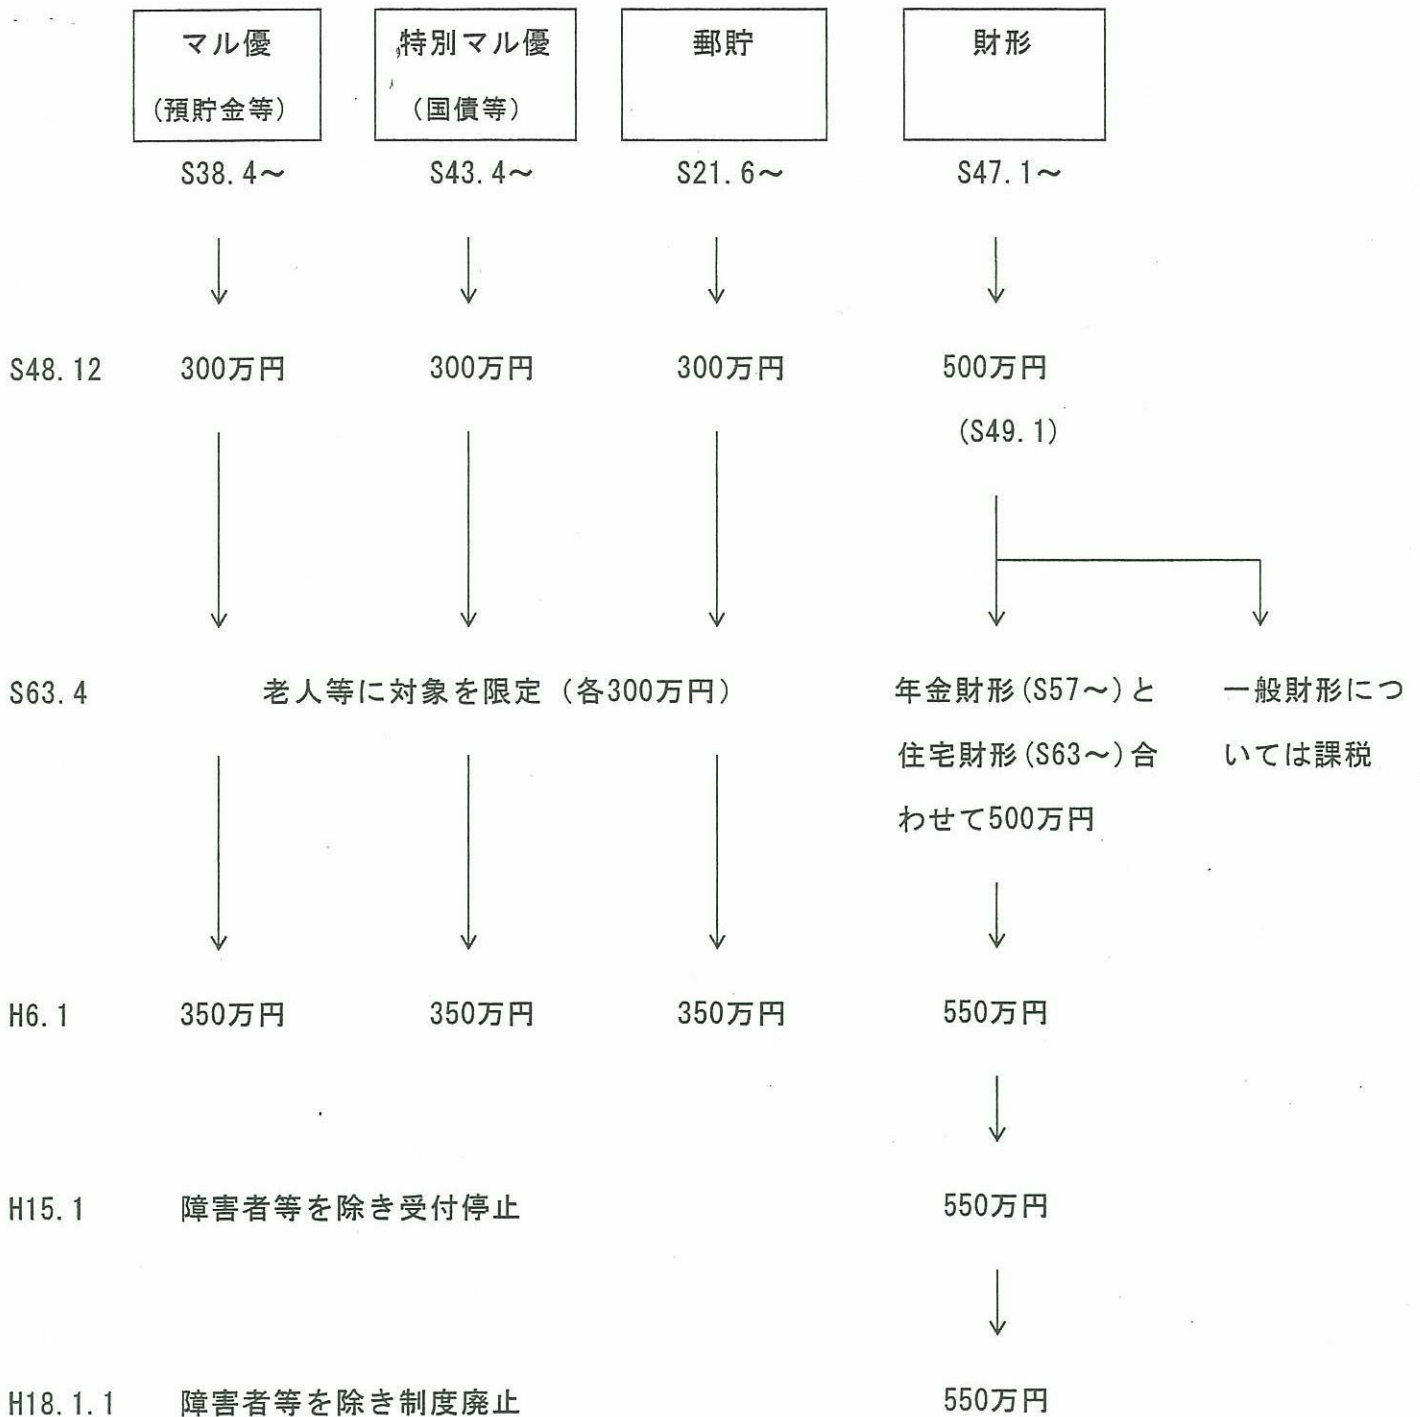 マル優 特別マル優 郵貯 財形
(預貯金等) (国債等)
S38.4～ S43.4～ S21.6～ S47.1～
S48.12 300万円 300万円 300万円 500万円
(S49.1)
S63.4 老人等に対象を限定（各300万円） 年金財形(S57～)と 一般財形につ
住宅財形(S63～)合 いては課税
わせて500万円
H6.1 350万円 350万円 350万円 550万円
H15.1 障害者等を除き受付停止 550万円
H18.1.1 障害者等を除き制度廃止 550万円